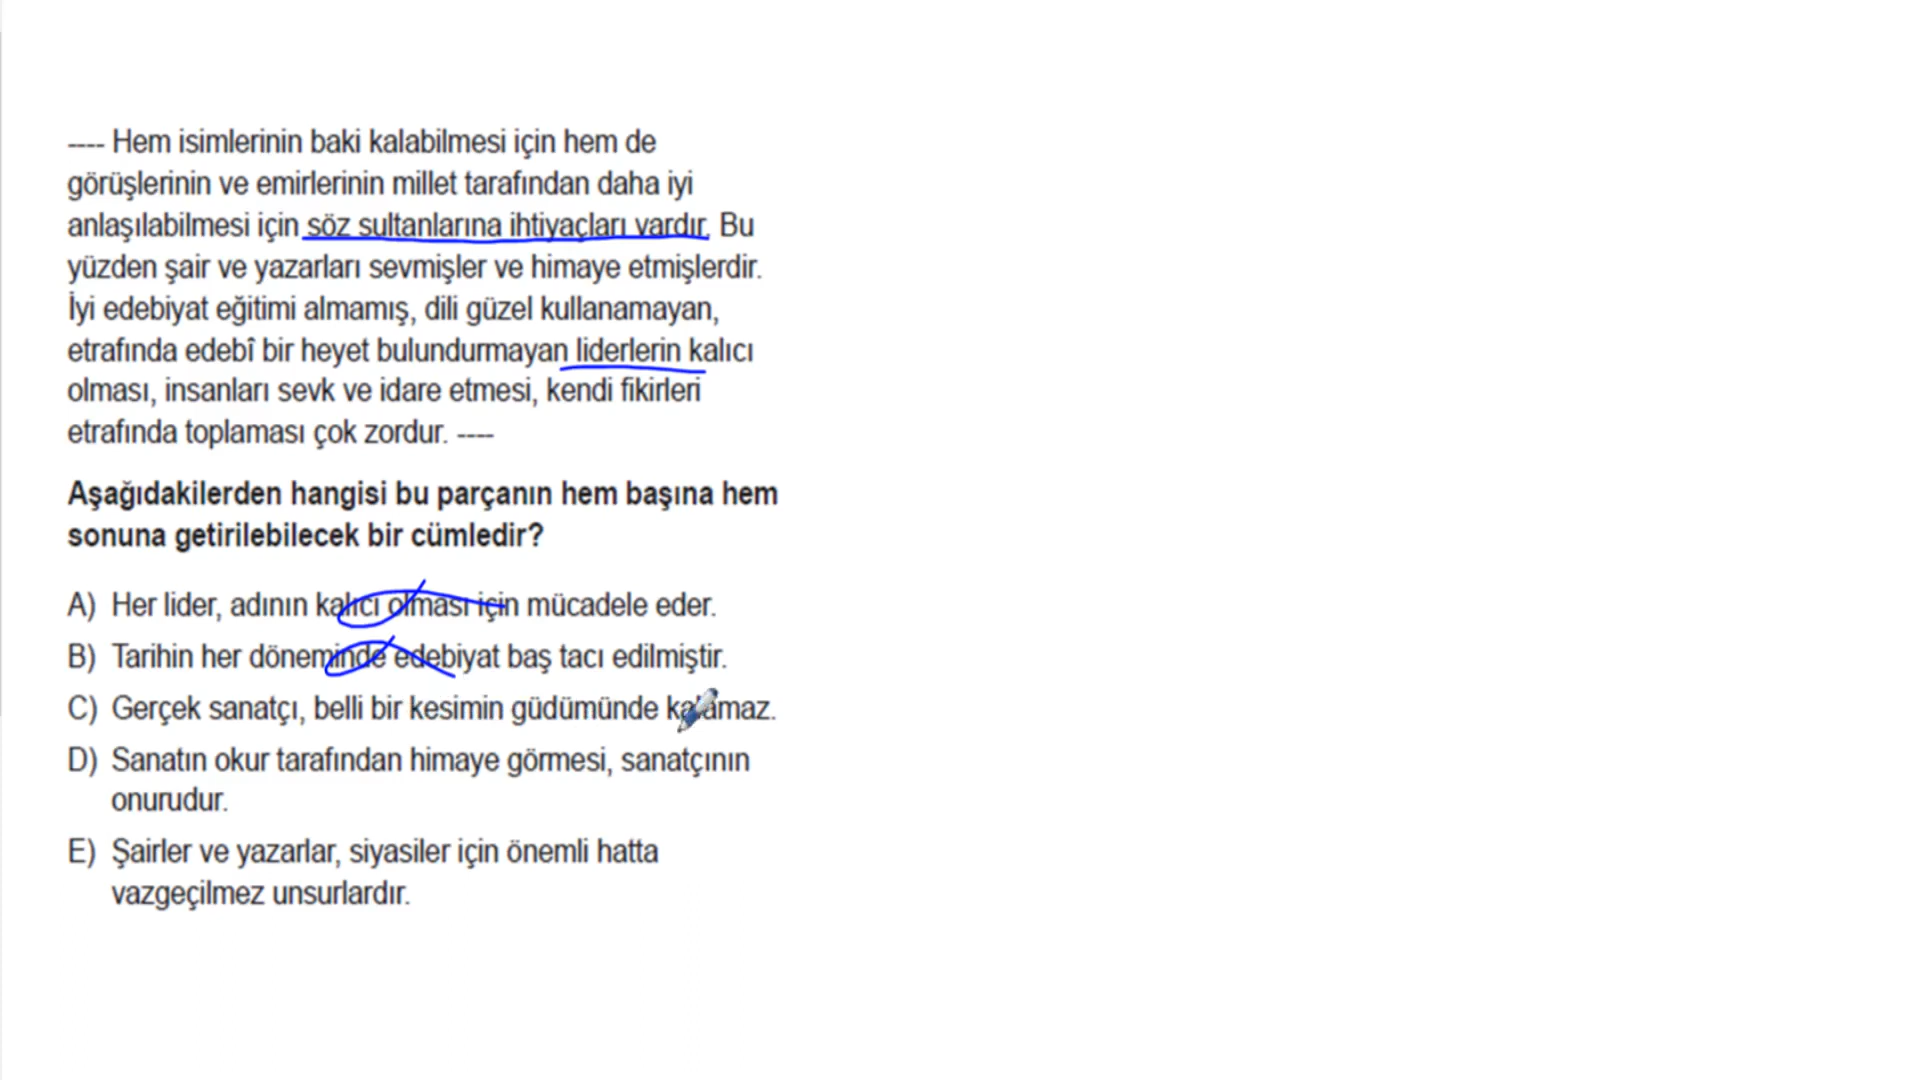 ---- Hem isimlerinin baki kalabilmesi için hem de
görüşlerinin ve emirlerinin millet tarafından daha iyi
anlaşılabilmesi için söz sultanlarına ihtiyaçları vardır. Bu
yüzden şair ve yazarları sevmişler ve himaye etmişlerdir.
İyi edebiyat eğitimi almamış, dili güzel kullanamayan,
etrafında edebî bir heyet bulundurmayan liderlerin kalıcı
olması, insanları sevk ve idare etmesi, kendi fikirleri
etrafında toplaması çok zordur. ----
Aşağıdakilerden hangisi bu parçanın hem başına hem
sonuna getirilebilecek bir cümledir?
A) Her lider, adının kalıcı olması için mücadele eder.
B) Tarihin her döneminde edebiyat baş tacı edilmiştir.
C) Gerçek sanatçı, belli bir kesimin güdümünde kalamaz.
D) Sanatın okur tarafından himaye görmesi, sanatçının
onurudur.
E) Şairler ve yazarlar, siyasiler için önemli hatta
vazgeçilmez unsurlardır.